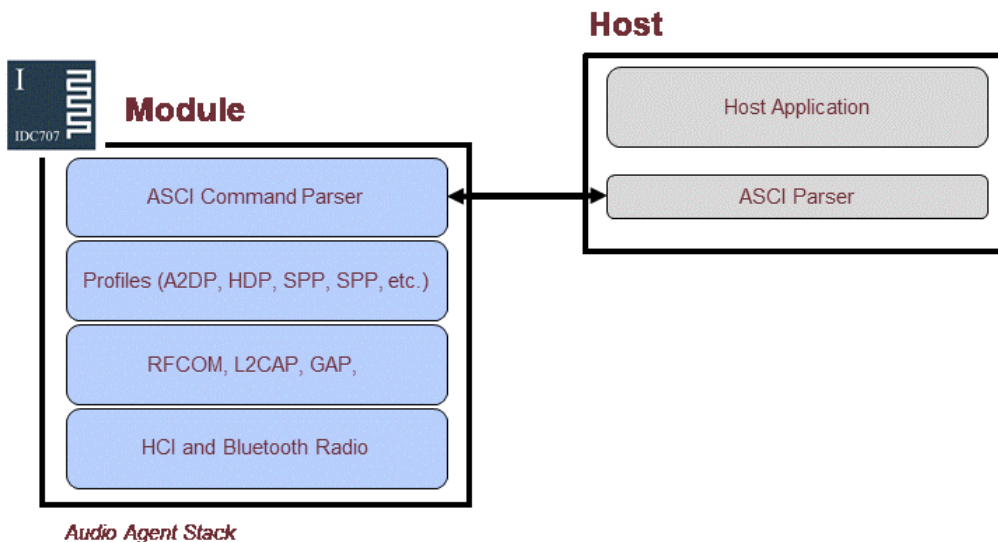 Host
Host Application
ASCI Parser
I
IDC707
Module
ASCI Command Parser
Profiles (A2DP, HDP, SPP, SPP, etc.)
RFCOM, L2CAP, GAP,
HCI and Bluetooth Radio
Audio Agent Stack